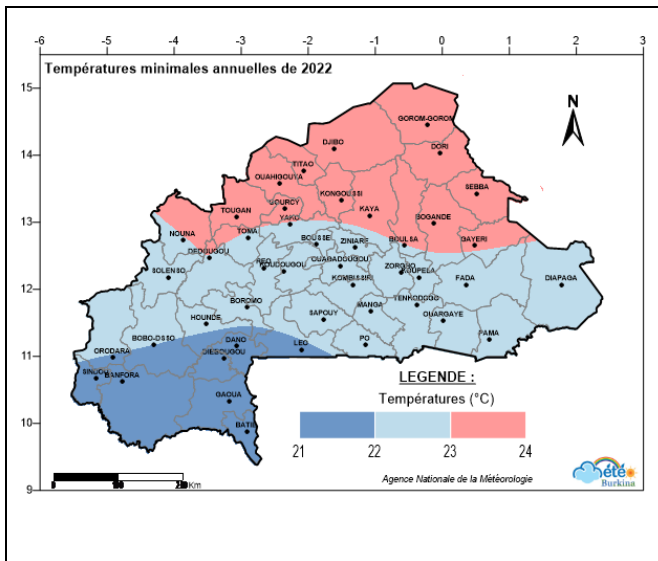 -6 -5 -4 -3 -2 -1 0 1 2 3
Températures minimales annuelles de 2022
15
14
13
12
11
10
9
N
GOROM-GOROM
DJIBO
DORI
TITAO
OUAHIGOUYA
SEBBA
KONGOUSSI
GOURCY
TOUGAN
KAYA
BOGANDE
YAKO
NOUNA
TOMA
BOUSSE
ZINIARE
BOULSA
GAYERI
DEDOUGOU
REO
KOUDOUGOU
OUAGADOUGOU
ZORGHO
KOUPELA
SOLENSO
KOMBISSIRI
FADA
DIAPAGA
BOROMO
MANGA
TENKODOGO
HOUNDE
SAPOUY
OUARGAYE
BOBO-DSSO
DANO
LEO
PO
PAMA
ORODARA
DIEBOUGOU
SINDOU
BANFORA
GAOUA
BATIE
LEGENDE :
Températures (°C)
21 22 23 24
Km
Agence Nationale de la Météorologie
été
Burkina